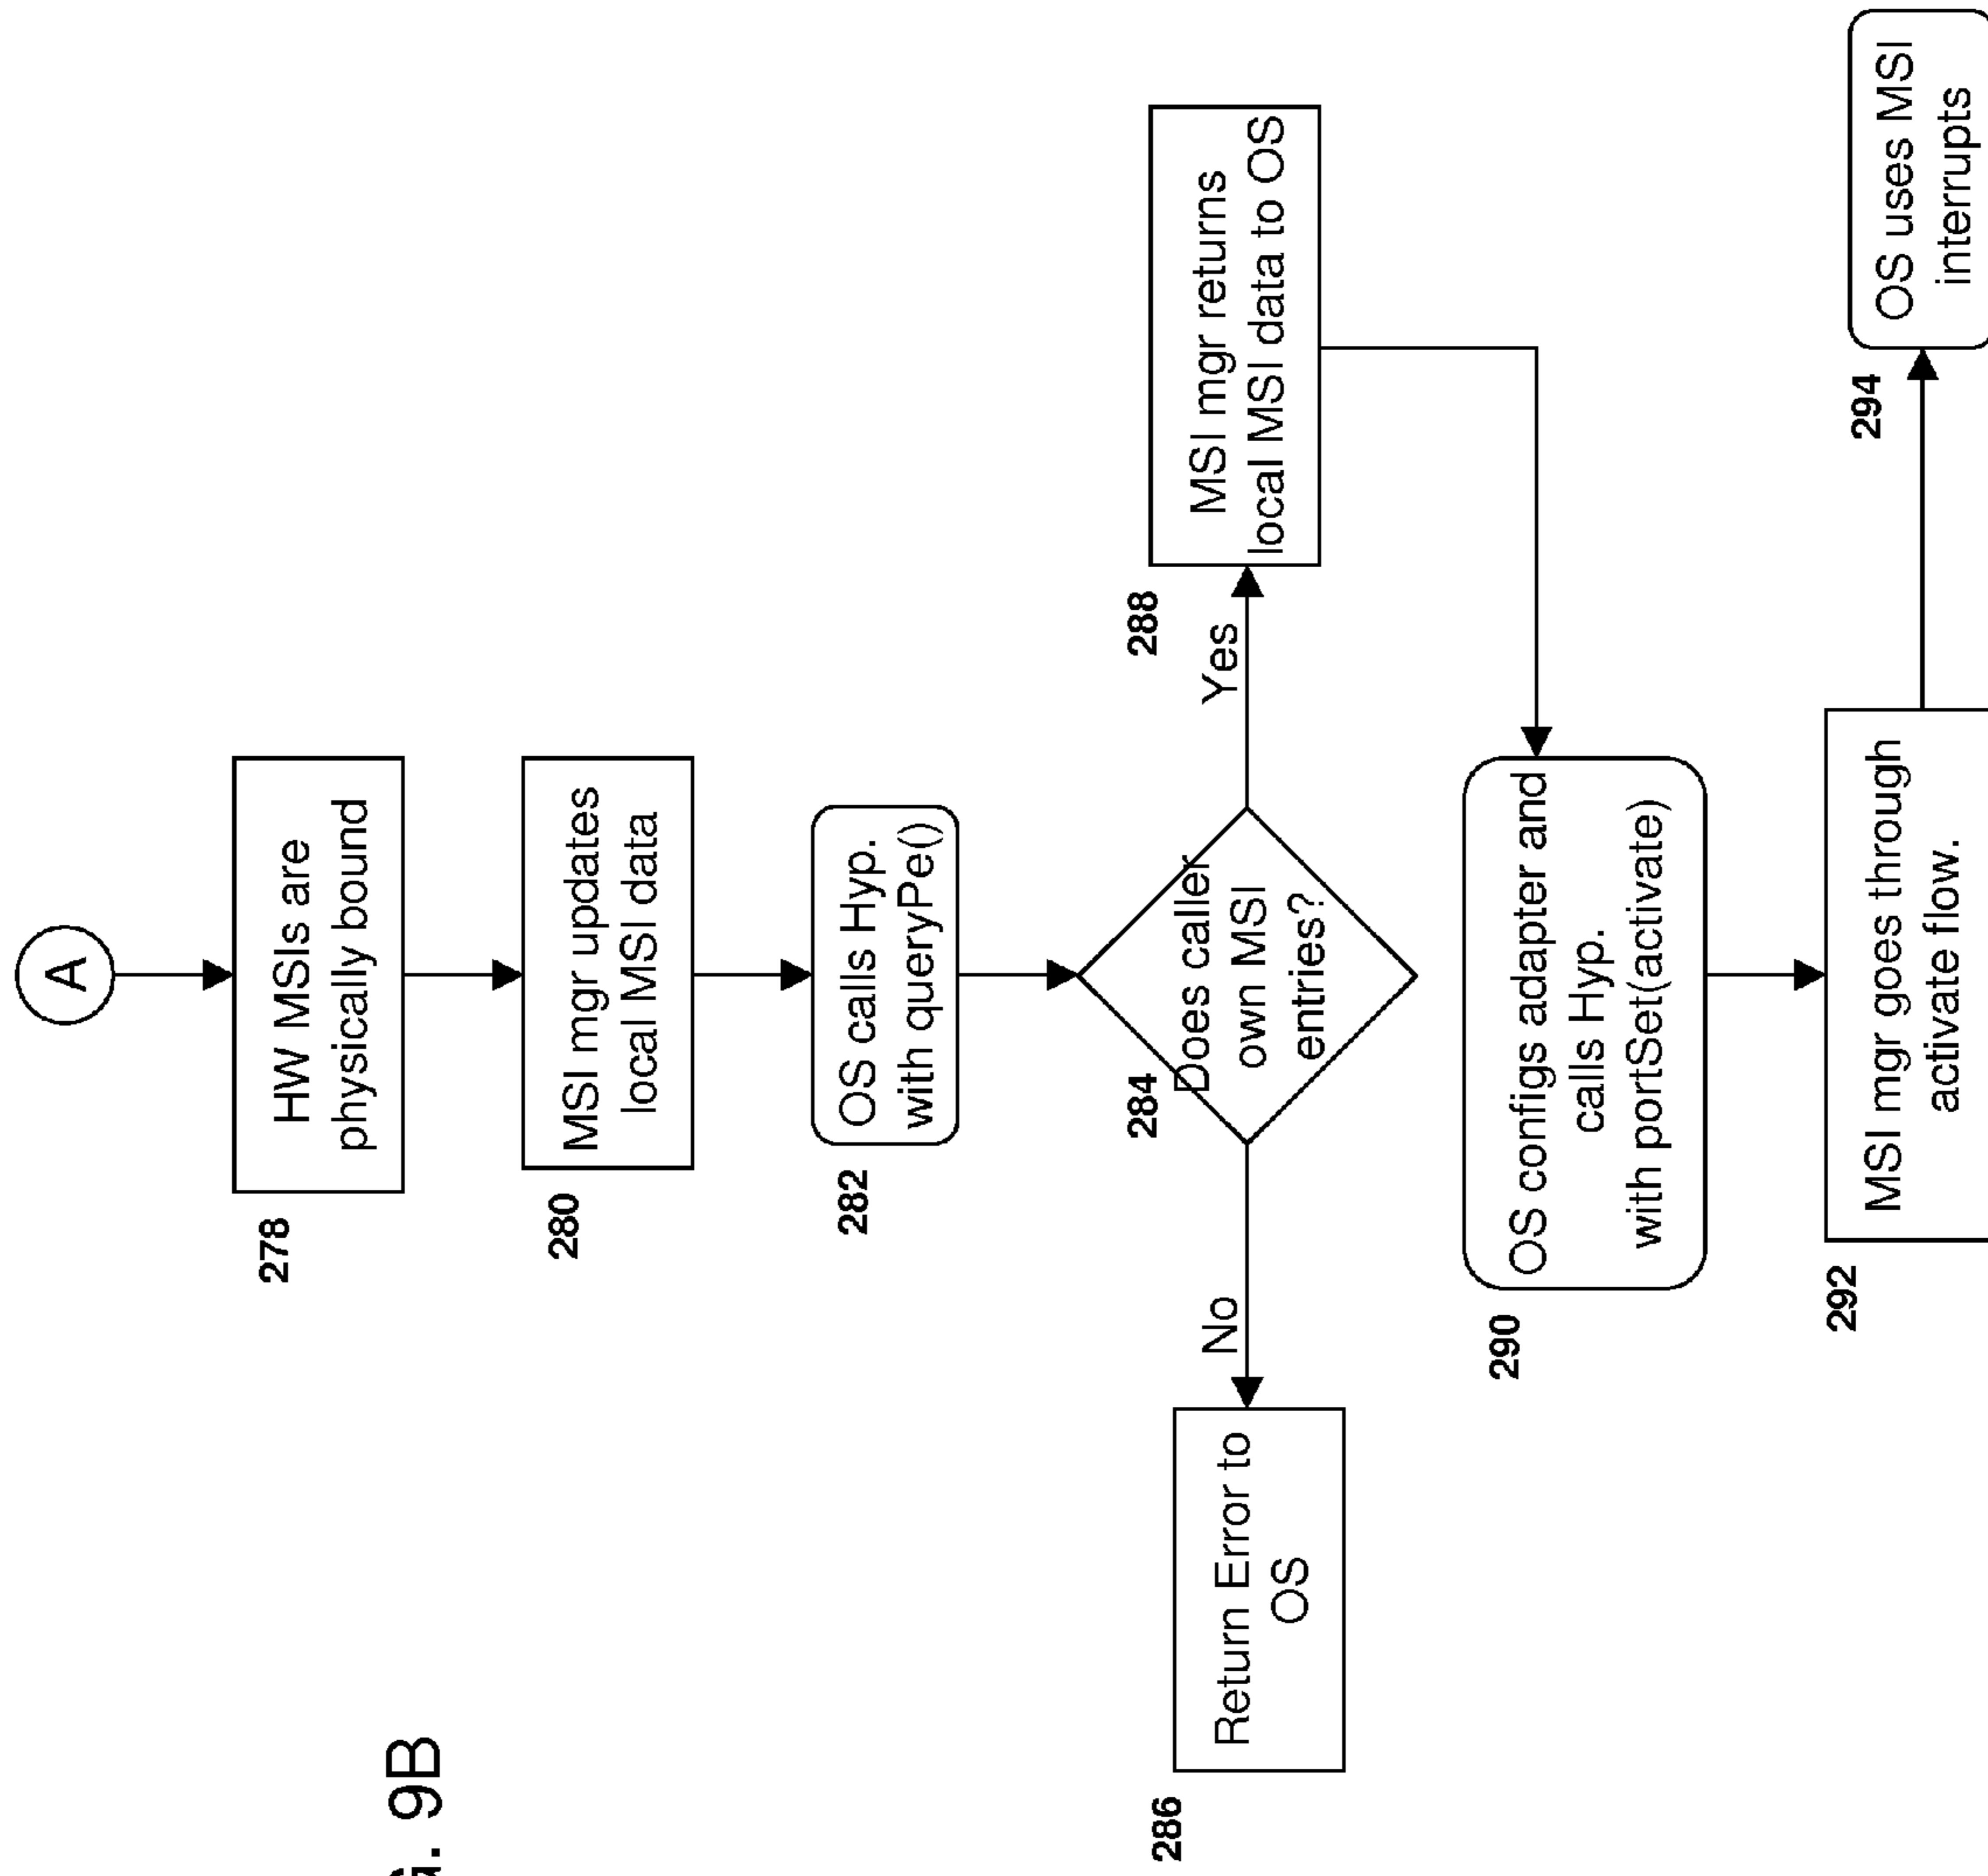 A
278
HW MSIs are
physically bound
280
MSI mgr updates
local MSI data
282
OS calls Hyp.
with queryPe()
284
Does caller
own MSI
entries?
No
Yes
286
Return Error to
OS
288
MSI mgr returns
local MSI data to OS
290
OS configs adapter and
calls Hyp.
with portSet(activate)
292
MSI mgr goes through
activate flow.
294
OS uses MSI
interrupts
9B